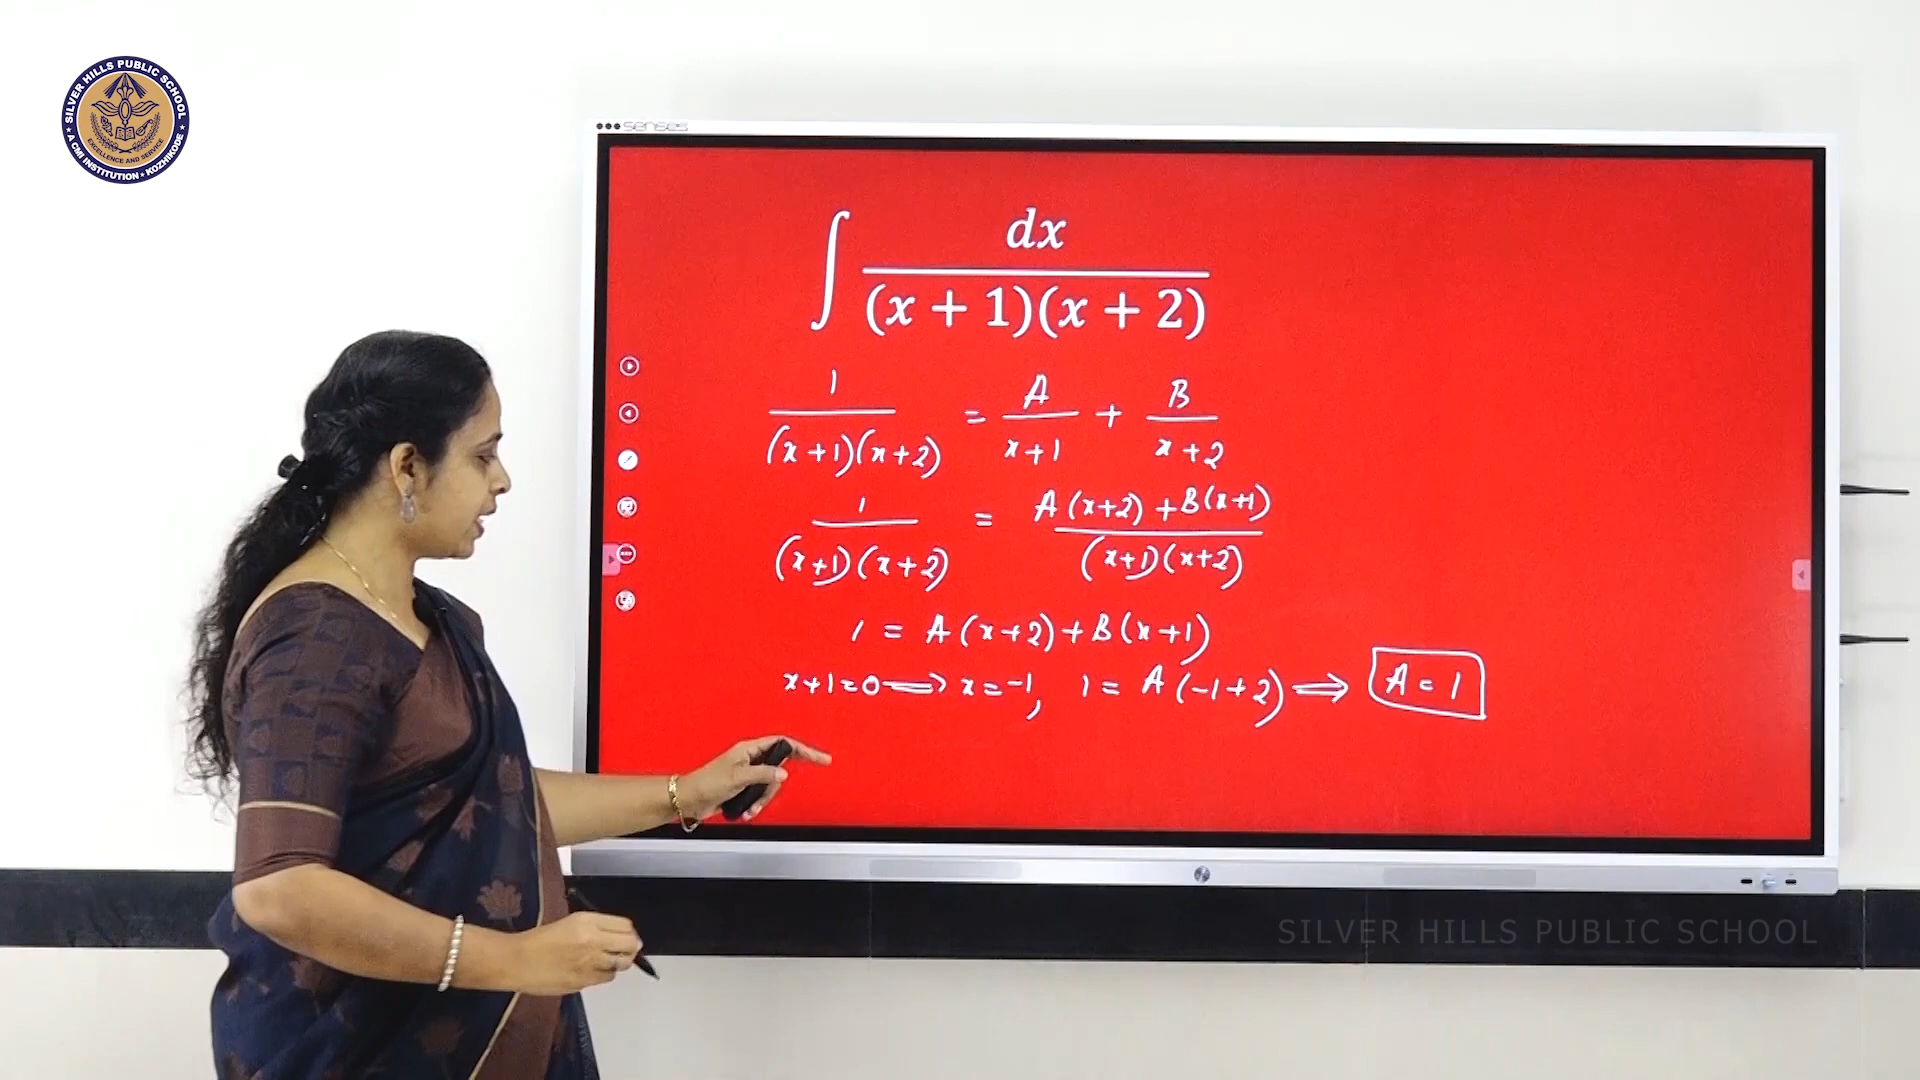 SILVER HILLS PUBLIC SCHOOL
EXCELLENCE AND SERVICE
A CMI INSTITUTION • KOZHIKODE
senses
∫ dx / (x + 1)(x + 2)
1 / (x+1)(x+2) = A / x+1 + B / x+2
1 / (x+1)(x+2) = A(x+2) + B(x+1) / (x+1)(x+2)
1 = A(x+2) + B(x+1)
x+1=0 ⟹ x=-1, 1 = A(-1+2) ⟹ A = 1
SILVER HILLS PUBLIC SCHOOL